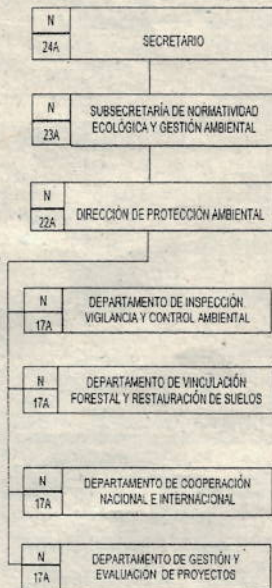 N
24A
SECRETARIO
N
23A
SUBSECRETARÍA DE NORMATIVIDAD
ECOLÓGICA Y GESTIÓN AMBIENTAL
N
22A
DIRECCIÓN DE PROTECCIÓN AMBIENTAL
N
17A
DEPARTAMENTO DE INSPECCIÓN
VIGILANCIA Y CONTROL AMBIENTAL
N
17A
DEPARTAMENTO DE VINCULACIÓN
FORESTAL Y RESTAURACIÓN DE SUELOS
N
17A
DEPARTAMENTO DE COOPERACIÓN
NACIONAL E INTERNACIONAL
N
17A
DEPARTAMENTO DE GESTIÓN Y
EVALUACION DE PROYECTOS